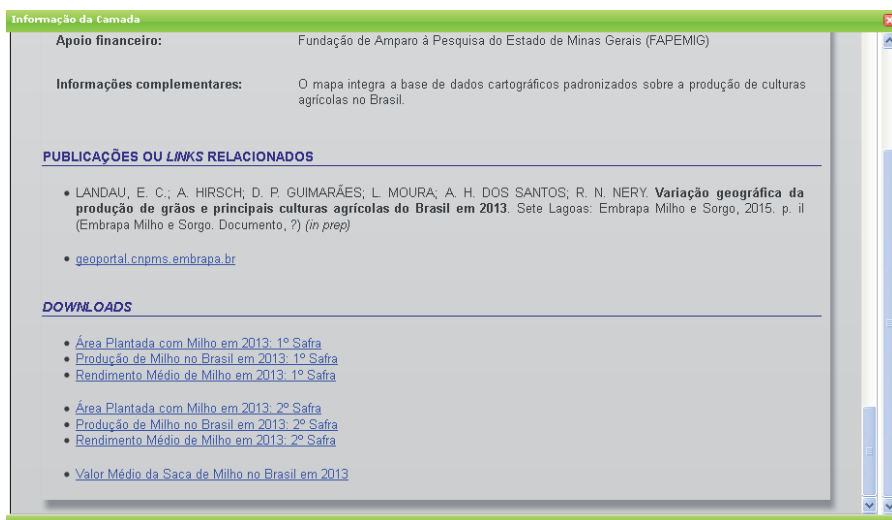 Informação da Camada
Apoio financeiro: Fundação de Amparo à Pesquisa do Estado de Minas Gerais (FAPEMIG)
Informações complementares: O mapa integra a base de dados cartográficos padronizados sobre a produção de culturas
agrícolas no Brasil.
PUBLICAÇÕES OU LINKS RELACIONADOS
• LANDAU, E. C.; A. HIRSCH; D. P. GUIMARÃES; L. MOURA; A. H. DOS SANTOS; R. N. NERY. Variação geográfica da
produção de grãos e principais culturas agrícolas do Brasil em 2013. Sete Lagoas: Embrapa Milho e Sorgo, 2015. p. il
(Embrapa Milho e Sorgo. Documento, ?) (in prep)
• geoportal.cnpms.embrapa.br
DOWNLOADS
• Área Plantada com Milho em 2013: 1º Safra
• Produção de Milho no Brasil em 2013: 1º Safra
• Rendimento Médio de Milho em 2013: 1º Safra
• Área Plantada com Milho em 2013: 2º Safra
• Produção de Milho no Brasil em 2013: 2º Safra
• Rendimento Médio de Milho em 2013: 2º Safra
• Valor Médio da Saca de Milho no Brasil em 2013